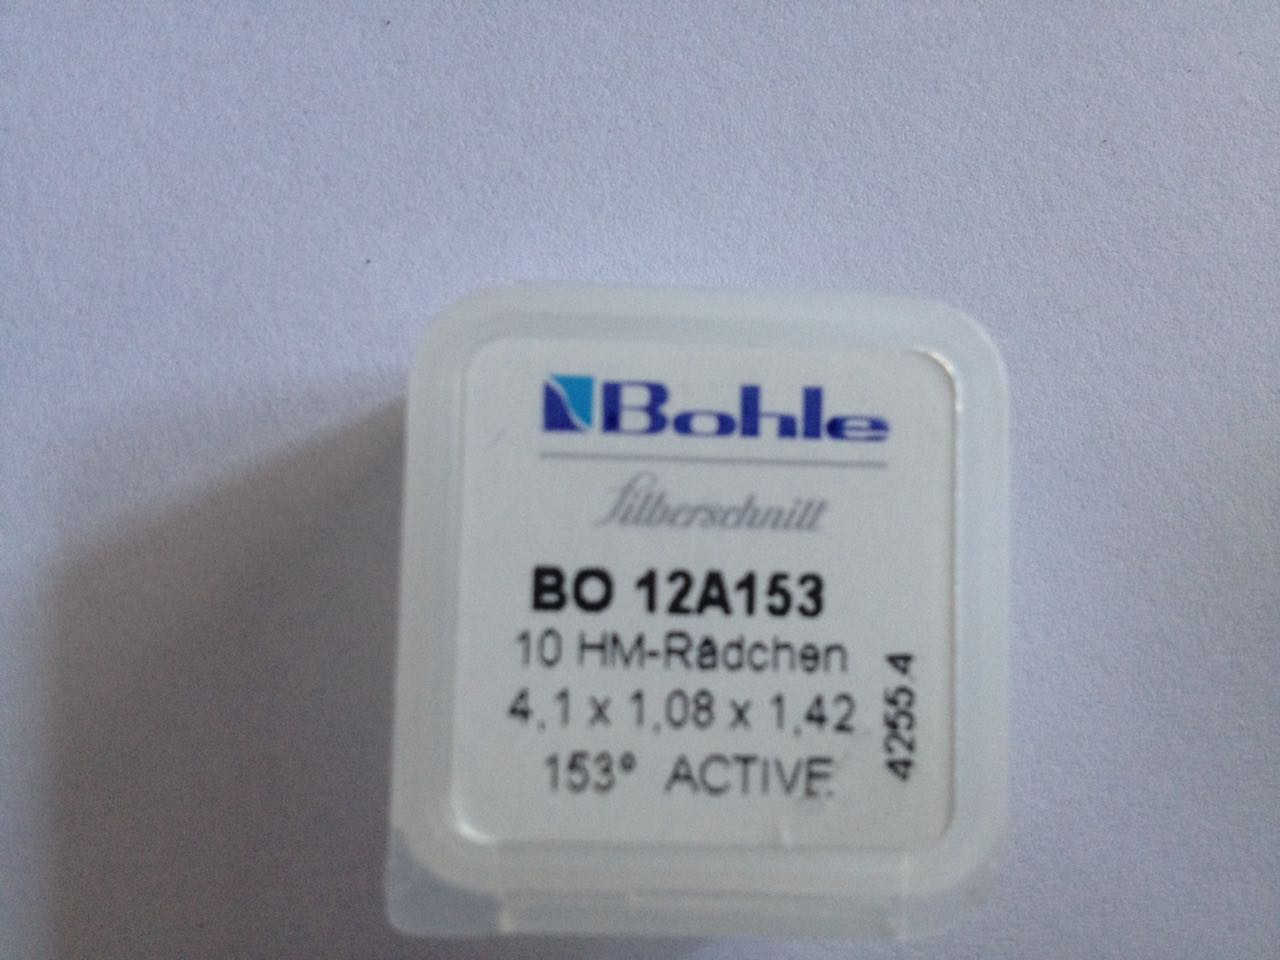 Bohle
Silberschnitt
BO 12A153
10 HM-Rädchen
4,1 x 1,08 x 1,42
153° ACTIVE
4255.4